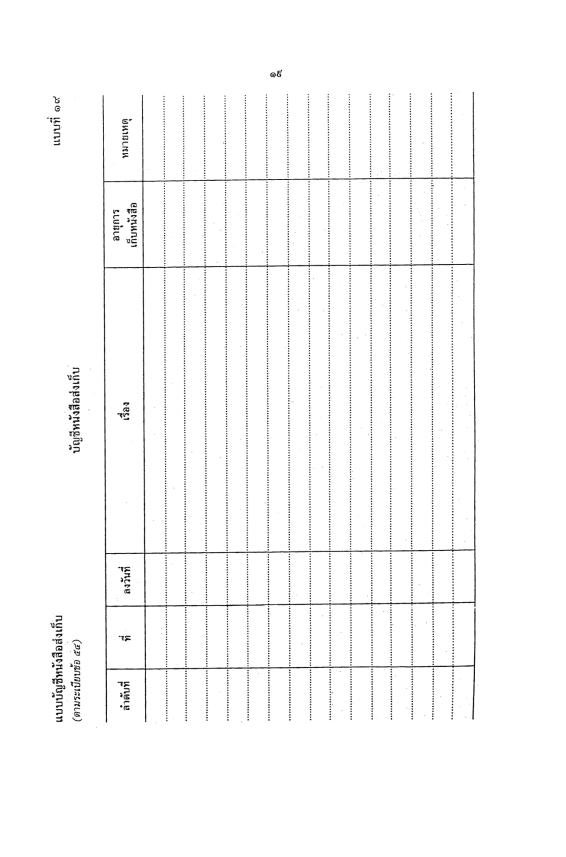 ๑๙
แบบบัญชีหนังสือส่งเก็บ
แบบที่ ๑๙
(ตามระเบียบข้อ ๕๔)
บัญชีหนังสือส่งเก็บ
ลำดับที่
ที่
ลงวันที่
เรื่อง
อายุการ
เก็บหนังสือ
หมายเหตุ